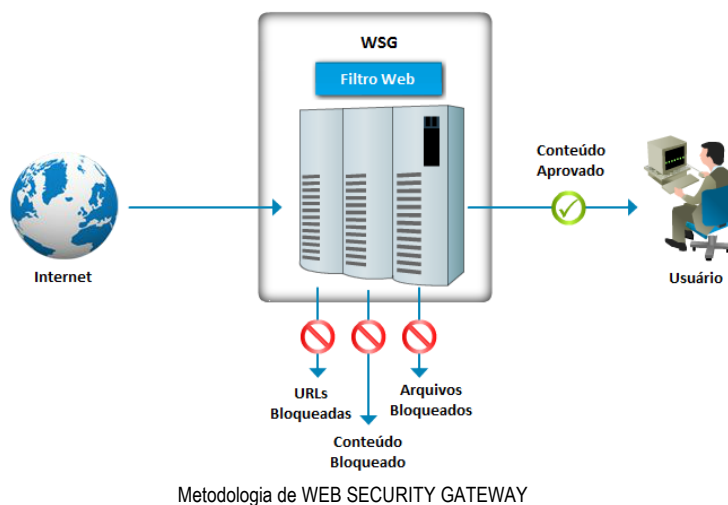 WSG
Filtro Web
Conteúdo
Aprovado
Internet
Usuário
URLs
Bloqueadas
Arquivos
Bloqueados
Conteúdo
Bloqueado
Metodologia de WEB SECURITY GATEWAY